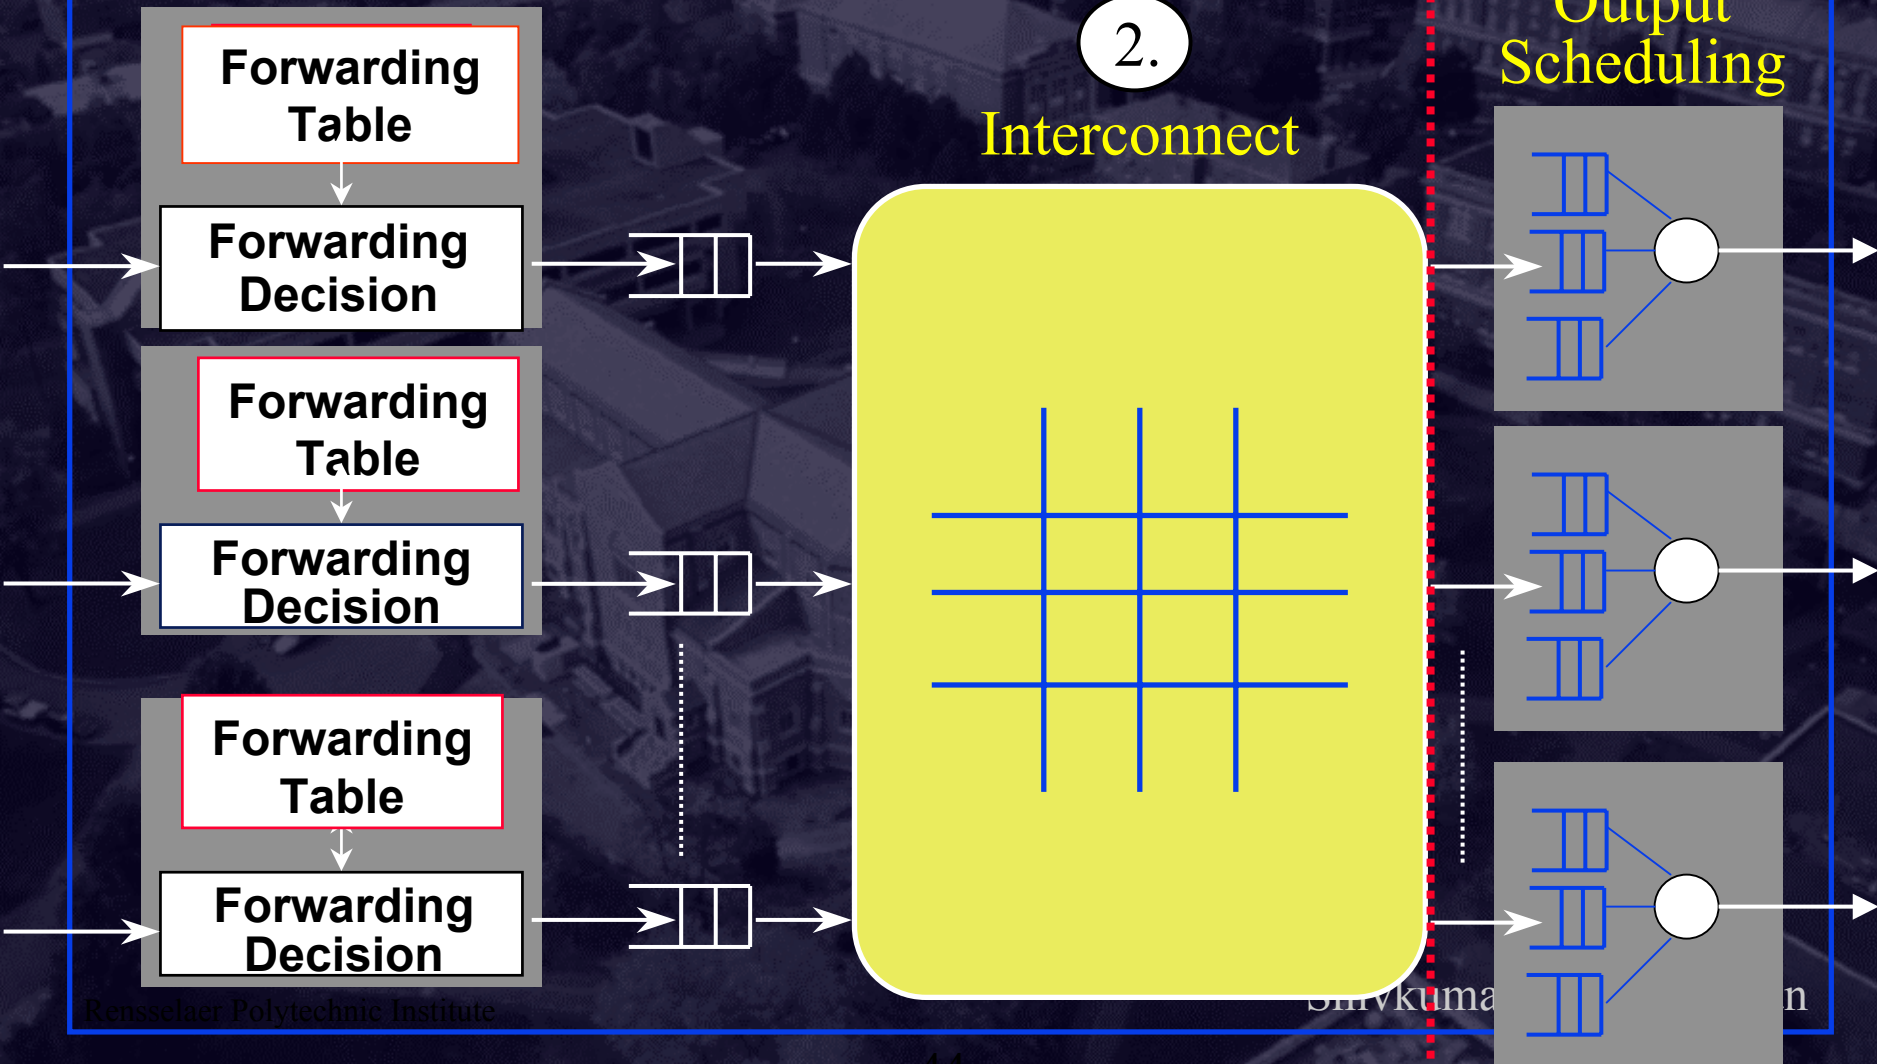 2.
Output
Scheduling
Interconnect
Forwarding
Table
Forwarding
Decision
Forwarding
Table
Forwarding
Decision
Forwarding
Table
Forwarding
Decision
Rensselaer Polytechnic Institute
44